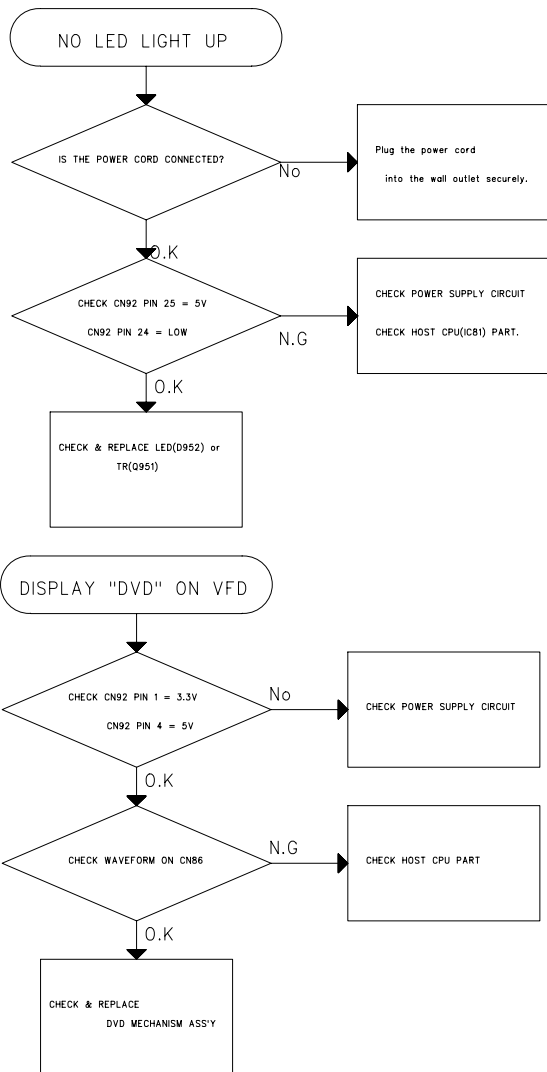 NO LED LIGHT UP
IS THE POWER CORD CONNECTED?
No
Plug the power cord
into the wall outlet securely.
O.K
CHECK CN92 PIN 25 = 5V
CN92 PIN 24 = LOW
N.G
CHECK POWER SUPPLY CIRCUIT
CHECK HOST CPU(IC81) PART.
O.K
CHECK & REPLACE LED(D952) or
TR(Q951)
DISPLAY "DVD" ON VFD
CHECK CN92 PIN 1 = 3.3V
CN92 PIN 4 = 5V
No
CHECK POWER SUPPLY CIRCUIT
O.K
CHECK WAVEFORM ON CN86
N.G
CHECK HOST CPU PART
O.K
CHECK & REPLACE
DVD MECHANISM ASS'Y